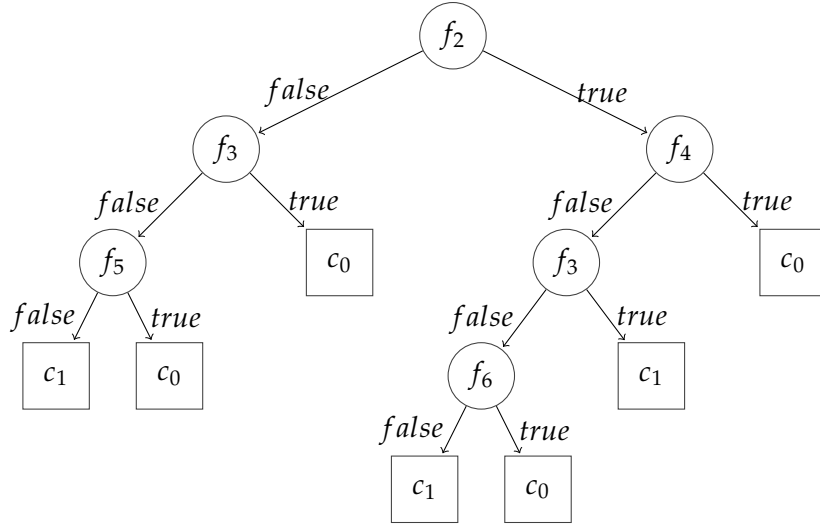 f₂
false true
f₃ f₄
false true false true
f₅ c₀ f₃ c₀
false true false true
c₁ c₀ f₆ c₁
false true
c₁ c₀